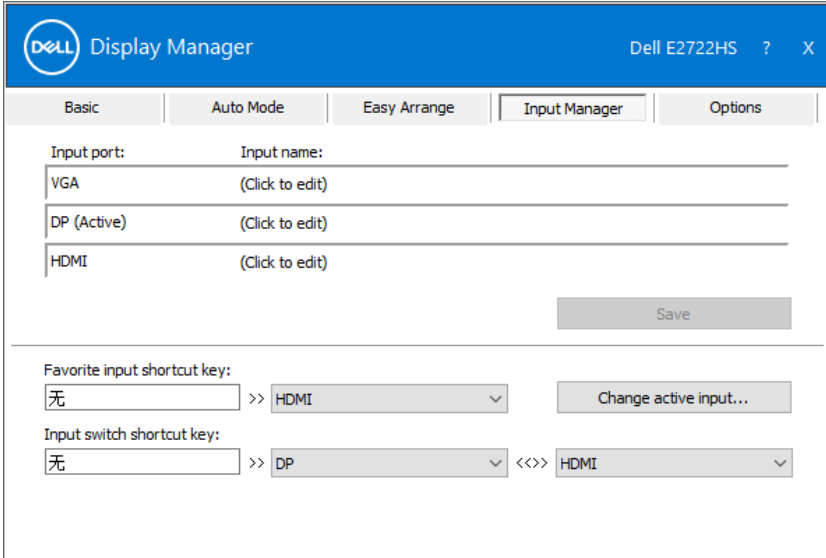 DELL Display Manager Dell E2722HS ? X
Basic Auto Mode Easy Arrange Input Manager Options
Input port: Input name:
VGA (Click to edit)
DP (Active) (Click to edit)
HDMI (Click to edit)
Save
Favorite input shortcut key:
无 >> HDMI Change active input...
Input switch shortcut key:
无 >> DP <<>> HDMI